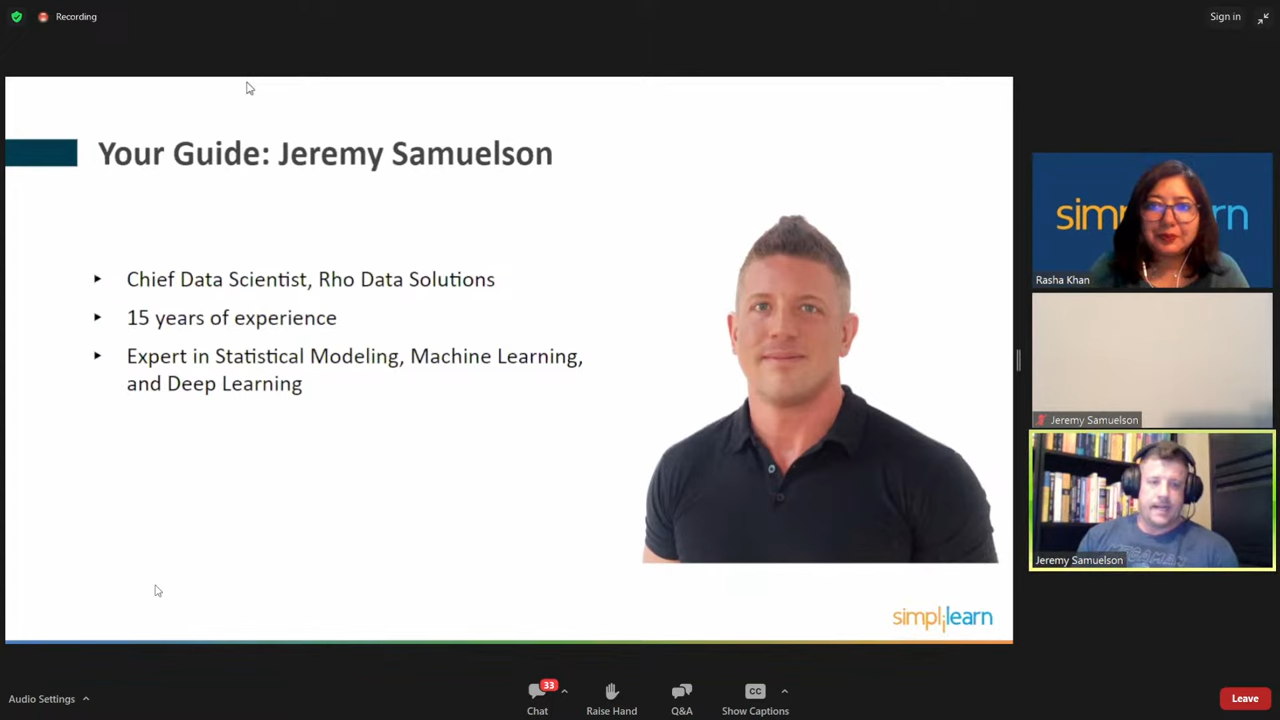 Recording
Sign in
Your Guide: Jeremy Samuelson
Chief Data Scientist, Rho Data Solutions
15 years of experience
Expert in Statistical Modeling, Machine Learning,
and Deep Learning
simplilearn
Rasha Khan
Jeremy Samuelson
Jeremy Samuelson
Audio Settings
33
Chat
Raise Hand
Q&A
CC
Show Captions
Leave